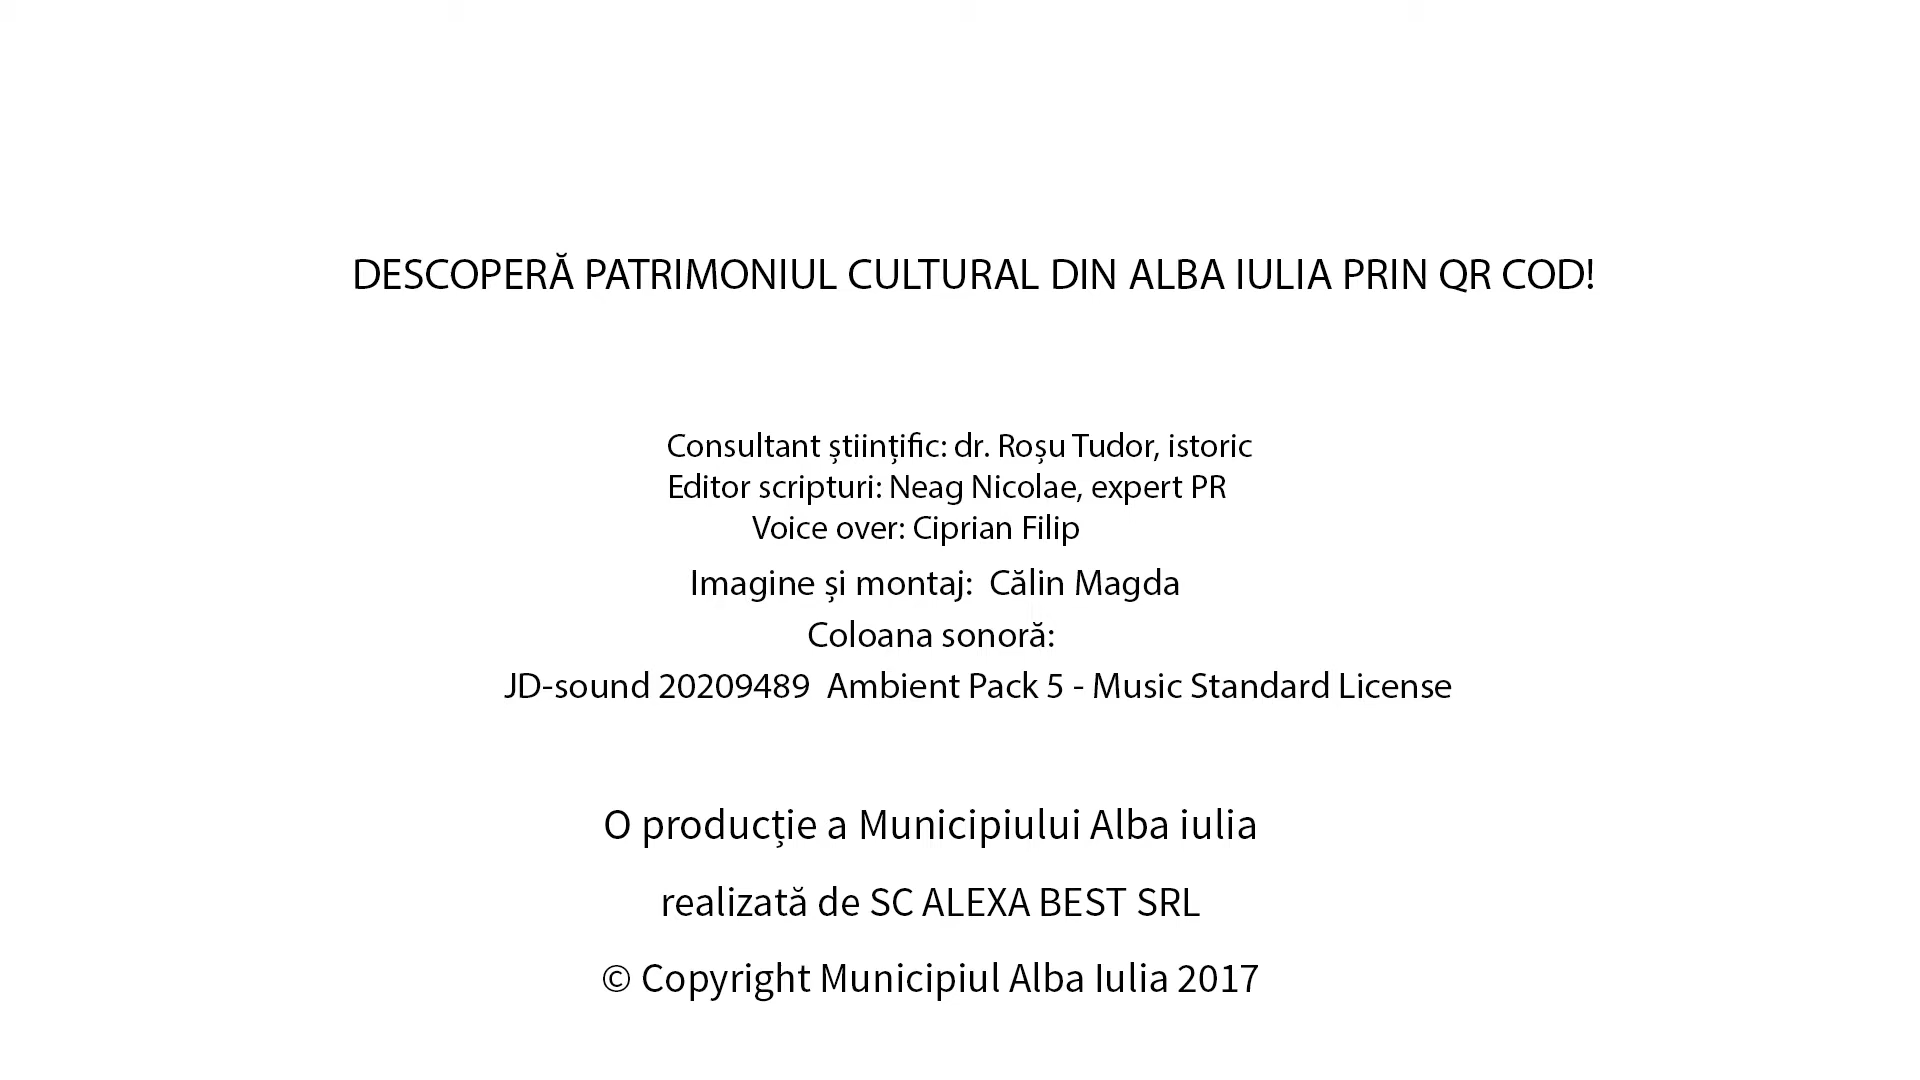 DESCOPERĂ PATRIMONIUL CULTURAL DIN ALBA IULIA PRIN QR COD!
Consultant științific: dr. Roșu Tudor, istoric
Editor scripturi: Neag Nicolae, expert PR
Voice over: Ciprian Filip
Imagine și montaj:  Călin Magda
Coloana sonoră:
JD-sound 20209489  Ambient Pack 5 - Music Standard License
O producție a Municipiului Alba iulia
realizată de SC ALEXA BEST SRL
© Copyright Municipiul Alba Iulia 2017